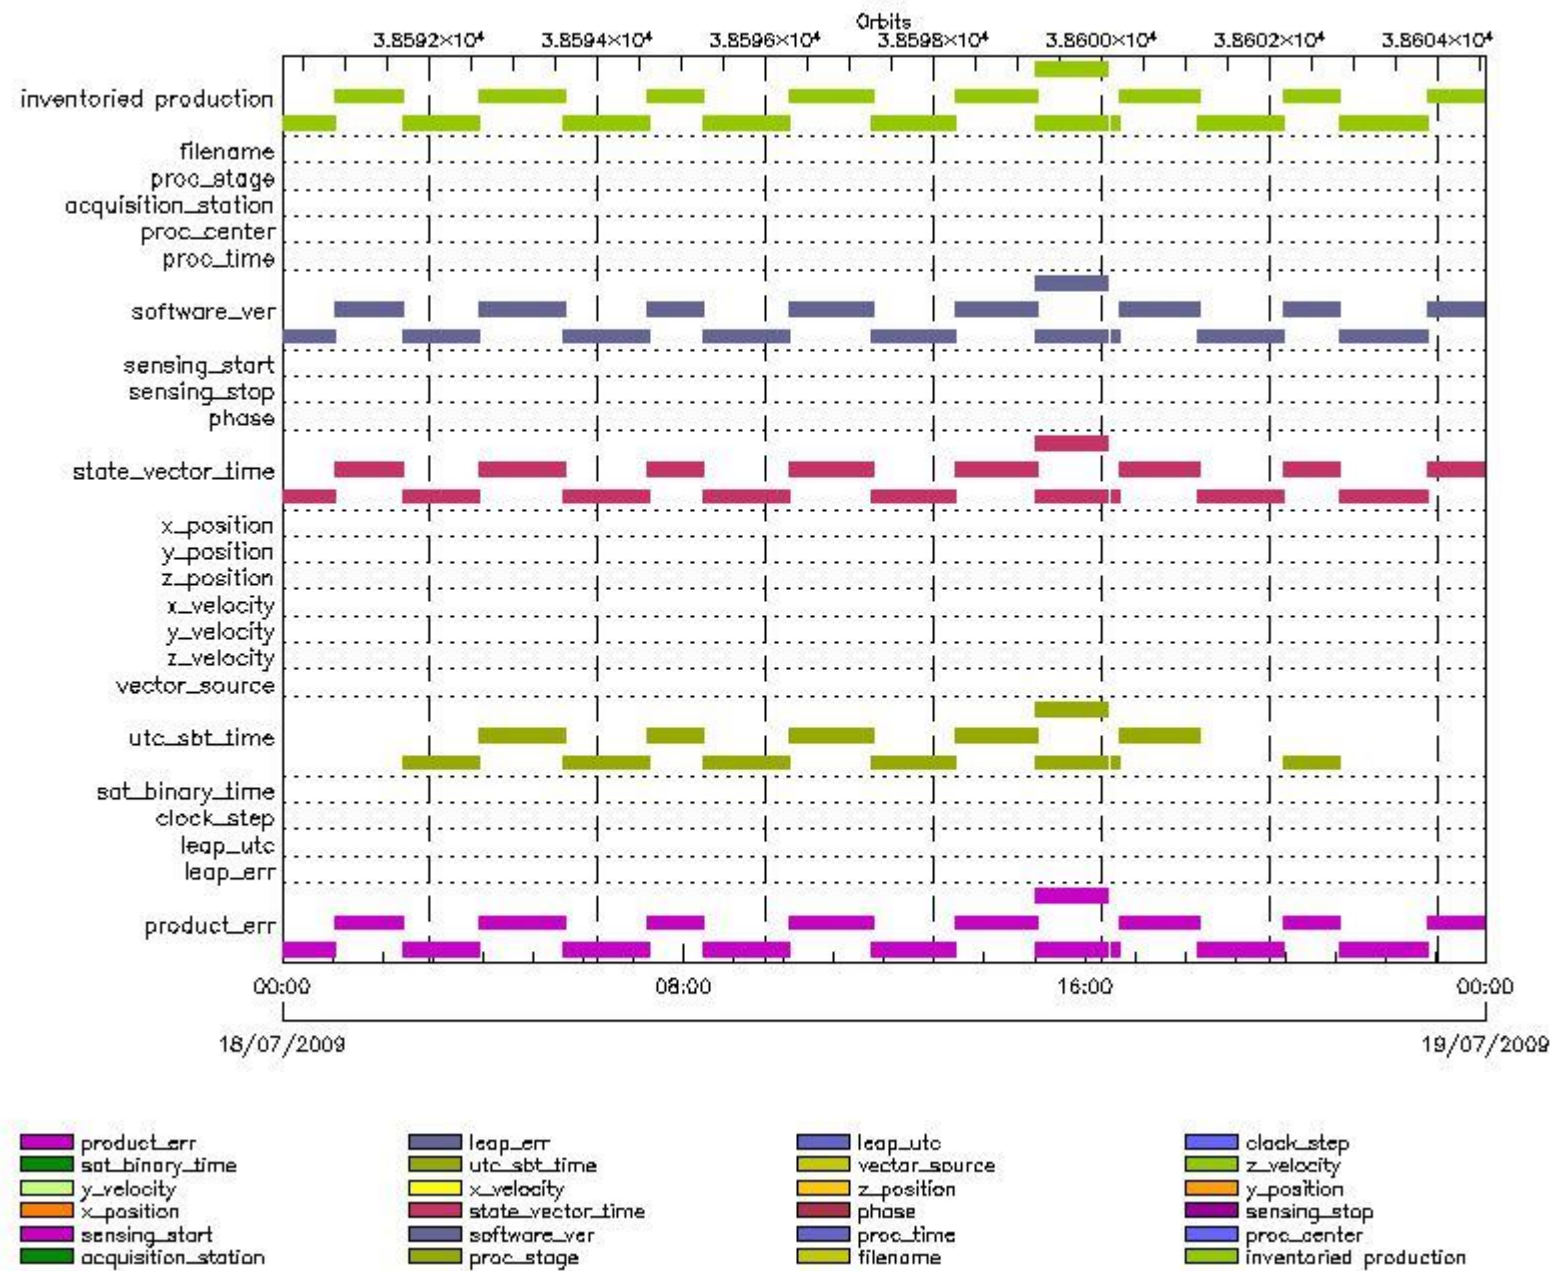 Orbits
3.8592×10⁴ 3.8594×10⁴ 3.8596×10⁴ 3.8598×10⁴ 3.8600×10⁴ 3.8602×10⁴ 3.8604×10⁴
inventoried production
filename
proc_stage
acquisition_station
proc_center
proc_time
software_ver
sensing_start
sensing_stop
phase
state_vector_time
x_position
y_position
z_position
x_velocity
y_velocity
z_velocity
vector_source
utc_sbt_time
sat_binary_time
clock_step
leap_utc
leap_err
product_err
00:00 08:00 16:00 00:00
18/07/2009 19/07/2009
product_err leap_err leap_utc clock_step
sat_binary_time utc_sbt_time vector_source z_velocity
y_velocity x_velocity z_position y_position
x_position state_vector_time phase sensing_stop
sensing_start software_ver proc_time proc_center
acquisition_station proc_stage filename inventoried production